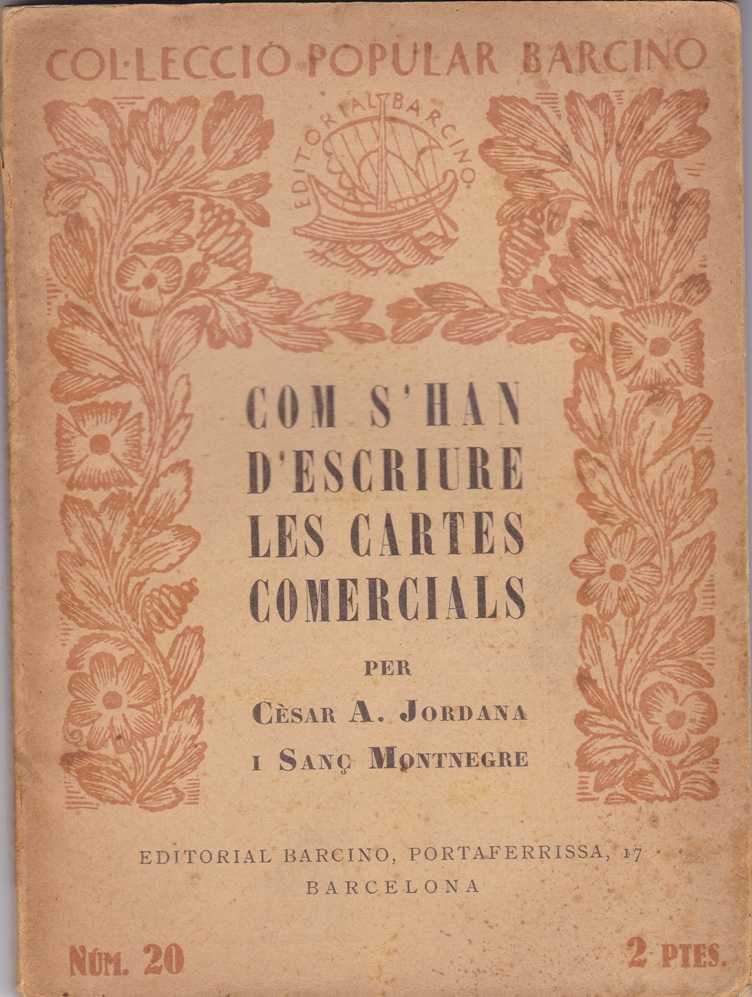 COL·LECCIÓ POPULAR BARCINO
EDITORIAL BARCINO
COM S'HAN
D'ESCRIURE
LES CARTES
COMERCIALS
PER
CÈSAR A. JORDANA
I SANÇ MONTNEGRE
EDITORIAL BARCINO, PORTAFERRISSA, 17
BARCELONA
NÚM. 20
2 PTES.